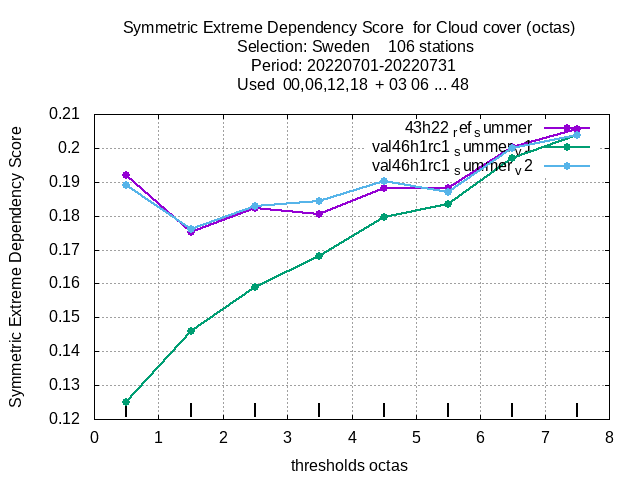 Symmetric Extreme Dependency Score  for Cloud cover (octas)
Selection: Sweden    106 stations
Period: 20220701-20220731
Used  00,06,12,18  + 03 06 ... 48
43h22 ref summer
val46h1rc1 summer v1
val46h1rc1 summer v2
Symmetric Extreme Dependency Score
0.21
0.2
0.19
0.18
0.17
0.16
0.15
0.14
0.13
0.12
0 1 2 3 4 5 6 7 8
thresholds octas